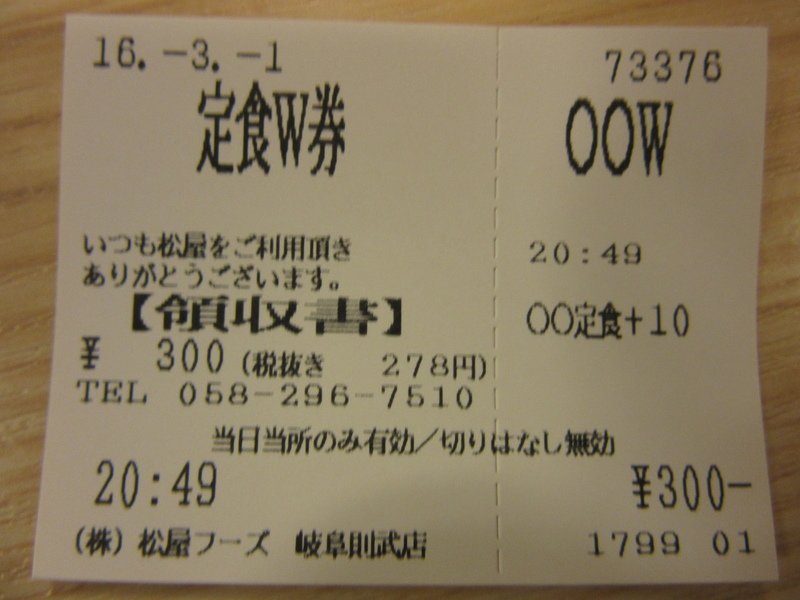 16.-3.-1
73376
定食W券
○○W
いつも松屋をご利用頂き
ありがとうございます。
20:49
【領収書】
○○定食+10
¥ 300 (税抜き 278円)
TEL 058-296-7510
当日当所のみ有効／切りはなし無効
20:49
¥300-
(株) 松屋フーズ 岐阜則武店
1799 01